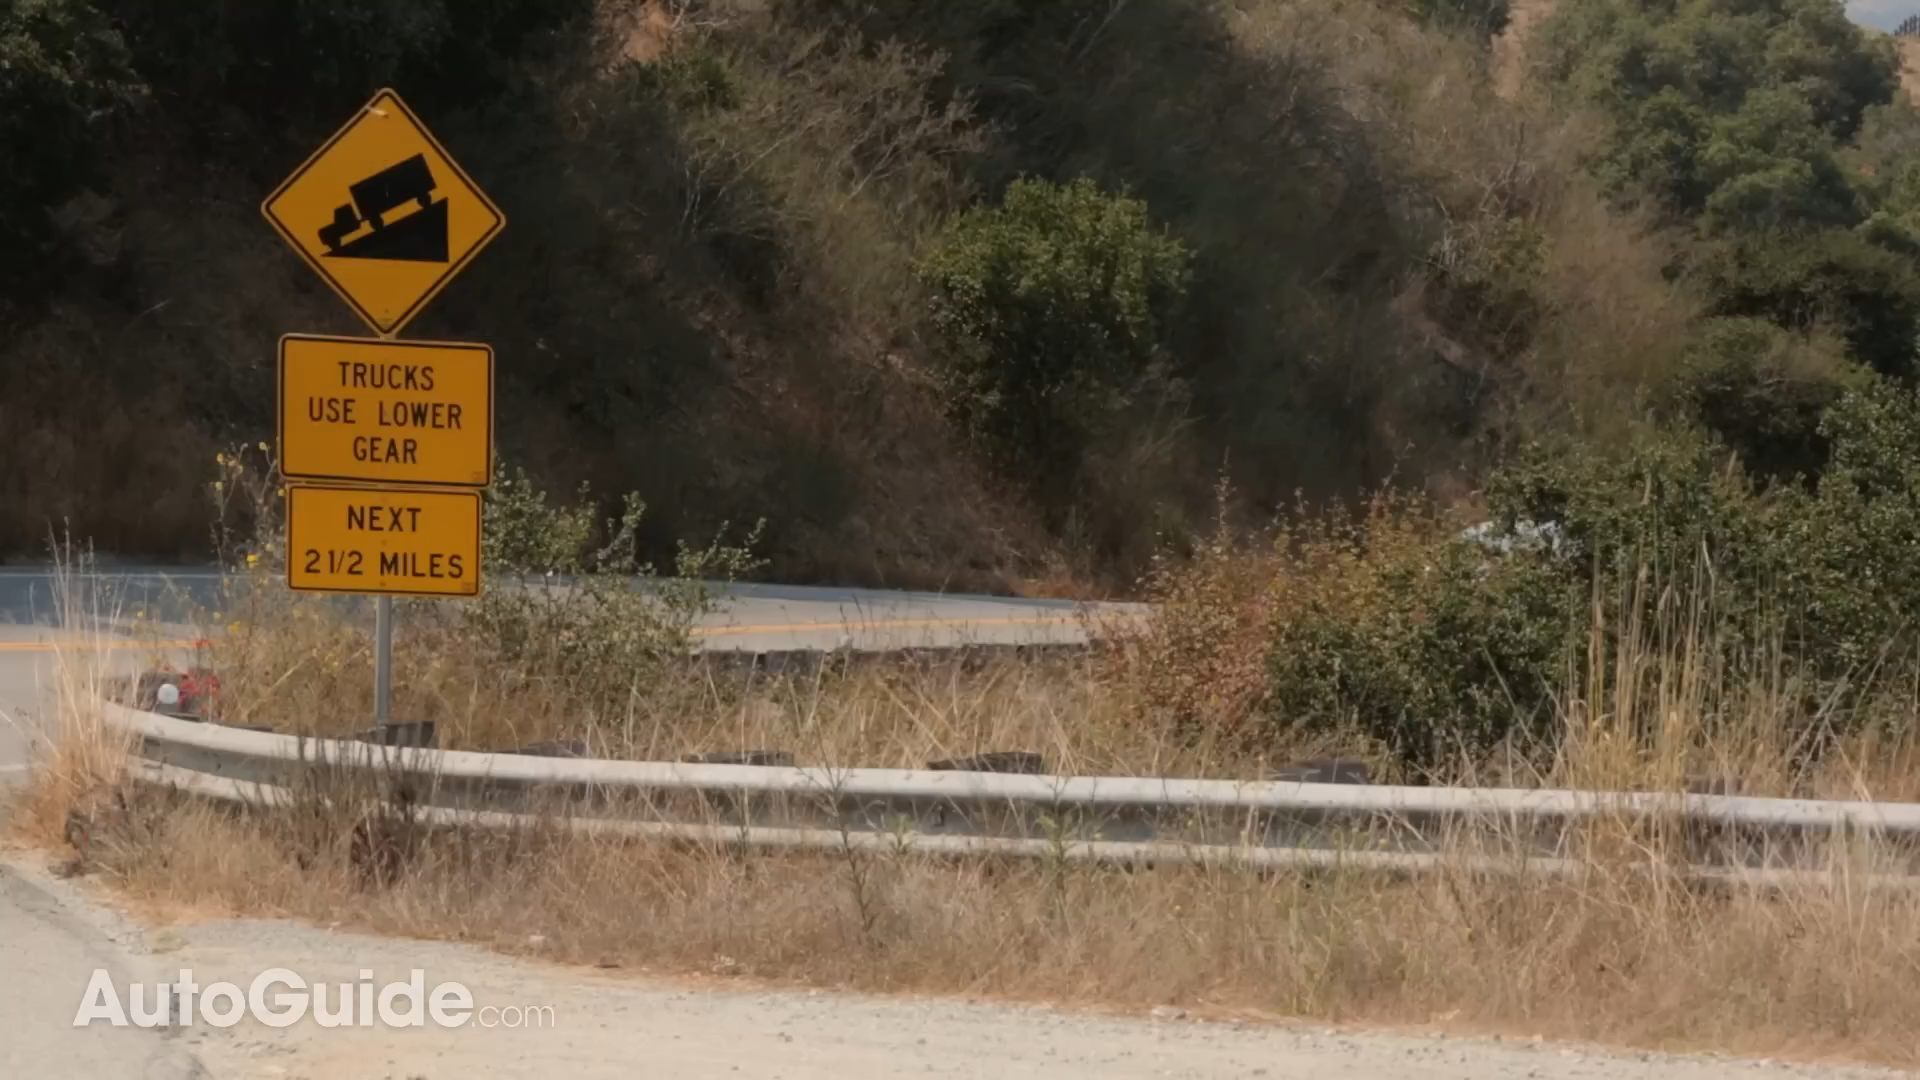 TRUCKS
USE LOWER
GEAR
NEXT
2 1/2 MILES
AutoGuide.com